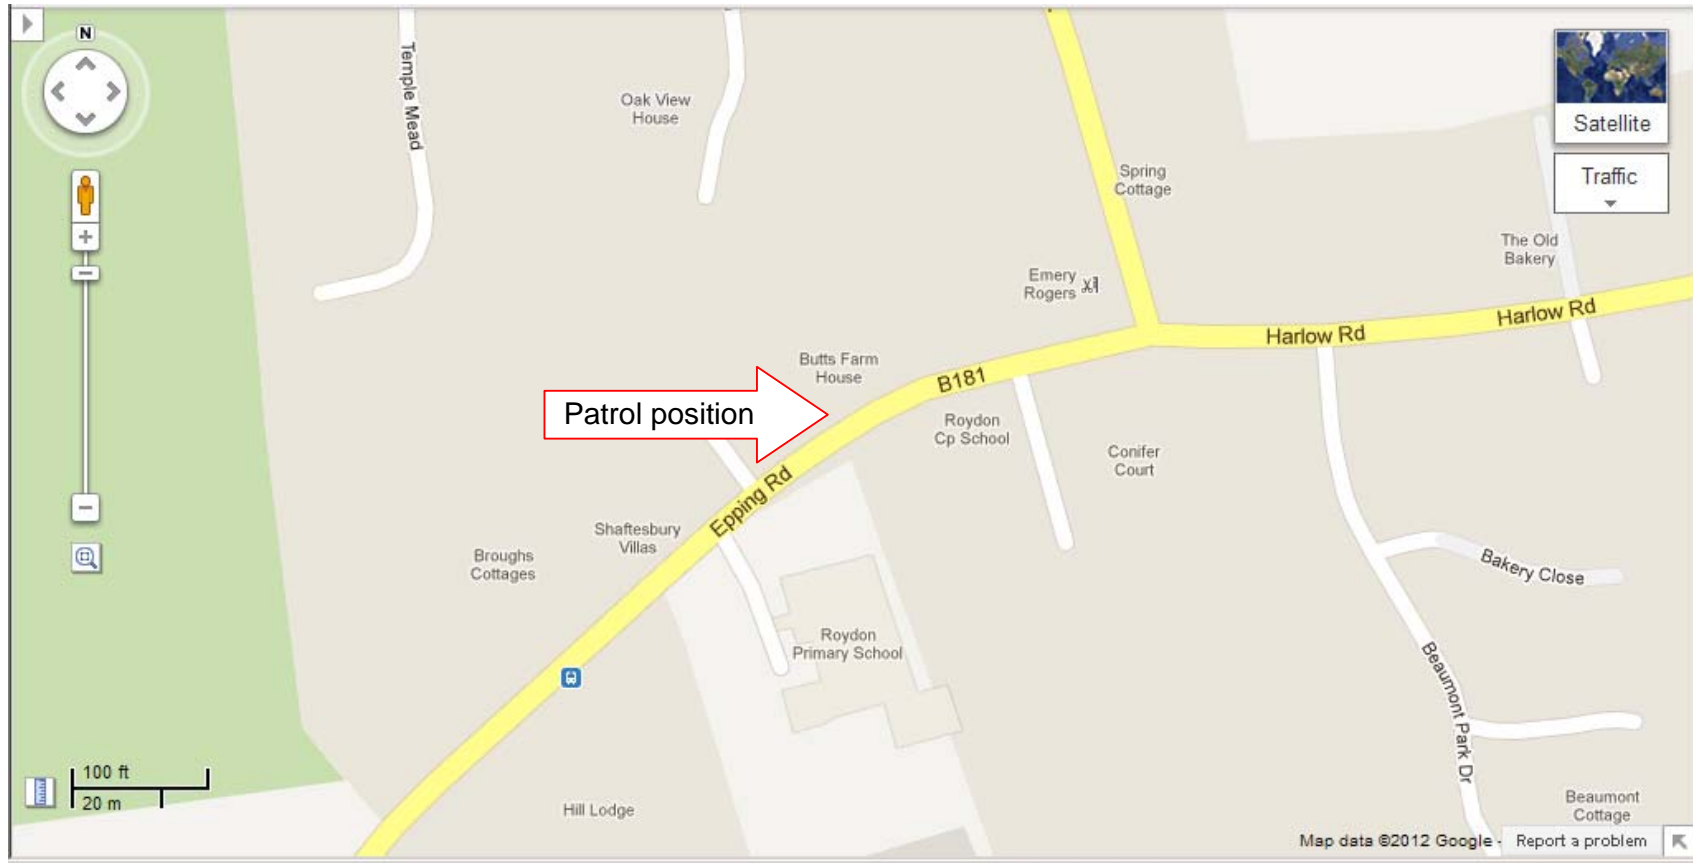 N
Temple Mead
Oak View
House
Satellite
Traffic
Spring
Cottage
The Old
Bakery
Emery
Rogers
Harlow Rd
Harlow Rd
Butts Farm
House
B181
Patrol position
Roydon
Cp School
Conifer
Court
Epping Rd
Shaftesbury
Villas
Broughs
Cottages
Bakery Close
Roydon
Primary School
Beaumont Park Dr
100 ft
20 m
Hill Lodge
Beaumont
Cottage
Map data ©2012 Google - Report a problem